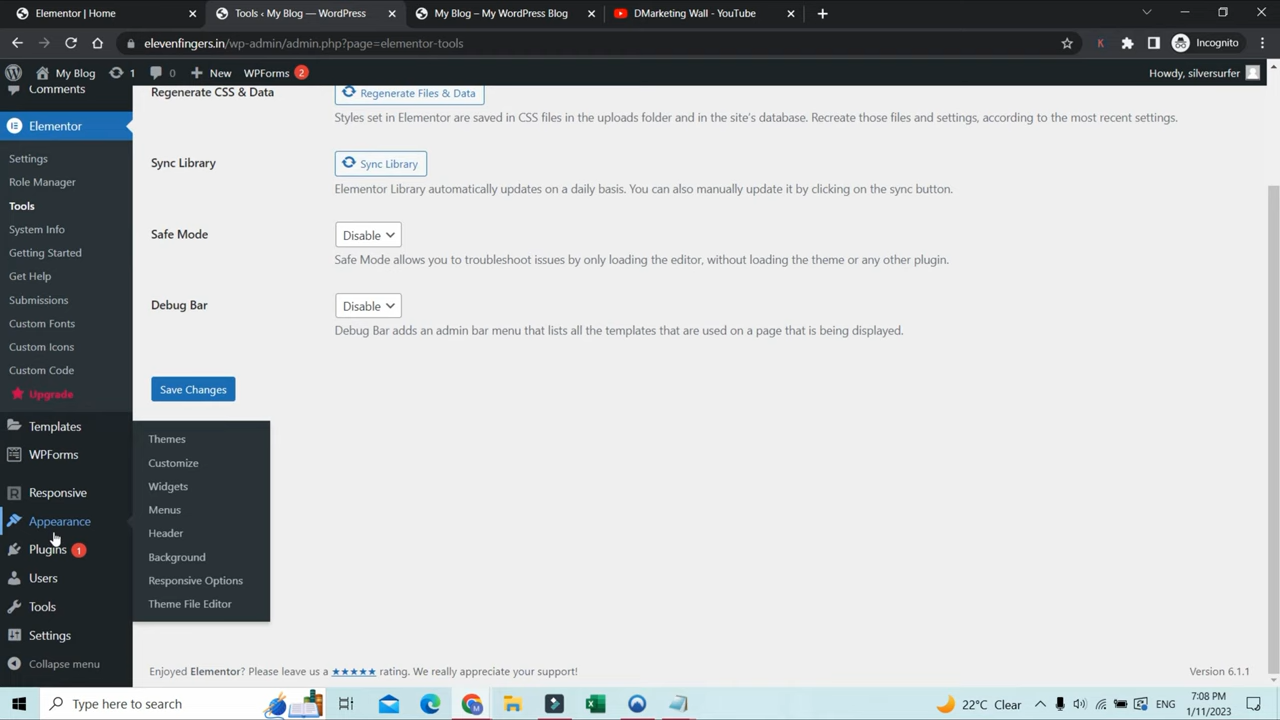 Elementor | Home
Tools ‹ My Blog — WordPress
My Blog – My WordPress Blog
DMarketing Wall - YouTube
elevenfingers.in/wp-admin/admin.php?page=elementor-tools
K
Incognito
My Blog
1
0
New
WPForms 2
Howdy, silversurfer
Comments
Elementor
Settings
Role Manager
Tools
System Info
Getting Started
Get Help
Submissions
Custom Fonts
Custom Icons
Custom Code
Upgrade
Templates
WPForms
Responsive
Appearance
Plugins 1
Users
Tools
Settings
Collapse menu
Themes
Customize
Widgets
Menus
Header
Background
Responsive Options
Theme File Editor
Regenerate CSS & Data
Regenerate Files & Data
Styles set in Elementor are saved in CSS files in the uploads folder and in the site's database. Recreate those files and settings, according to the most recent settings.
Sync Library
Sync Library
Elementor Library automatically updates on a daily basis. You can also manually update it by clicking on the sync button.
Safe Mode
Disable
Safe Mode allows you to troubleshoot issues by only loading the editor, without loading the theme or any other plugin.
Debug Bar
Disable
Debug Bar adds an admin bar menu that lists all the templates that are used on a page that is being displayed.
Save Changes
Enjoyed Elementor? Please leave us a ★★★★★ rating. We really appreciate your support!
Version 6.1.1
Type here to search
22°C Clear
ENG
7:08 PM
1/11/2023